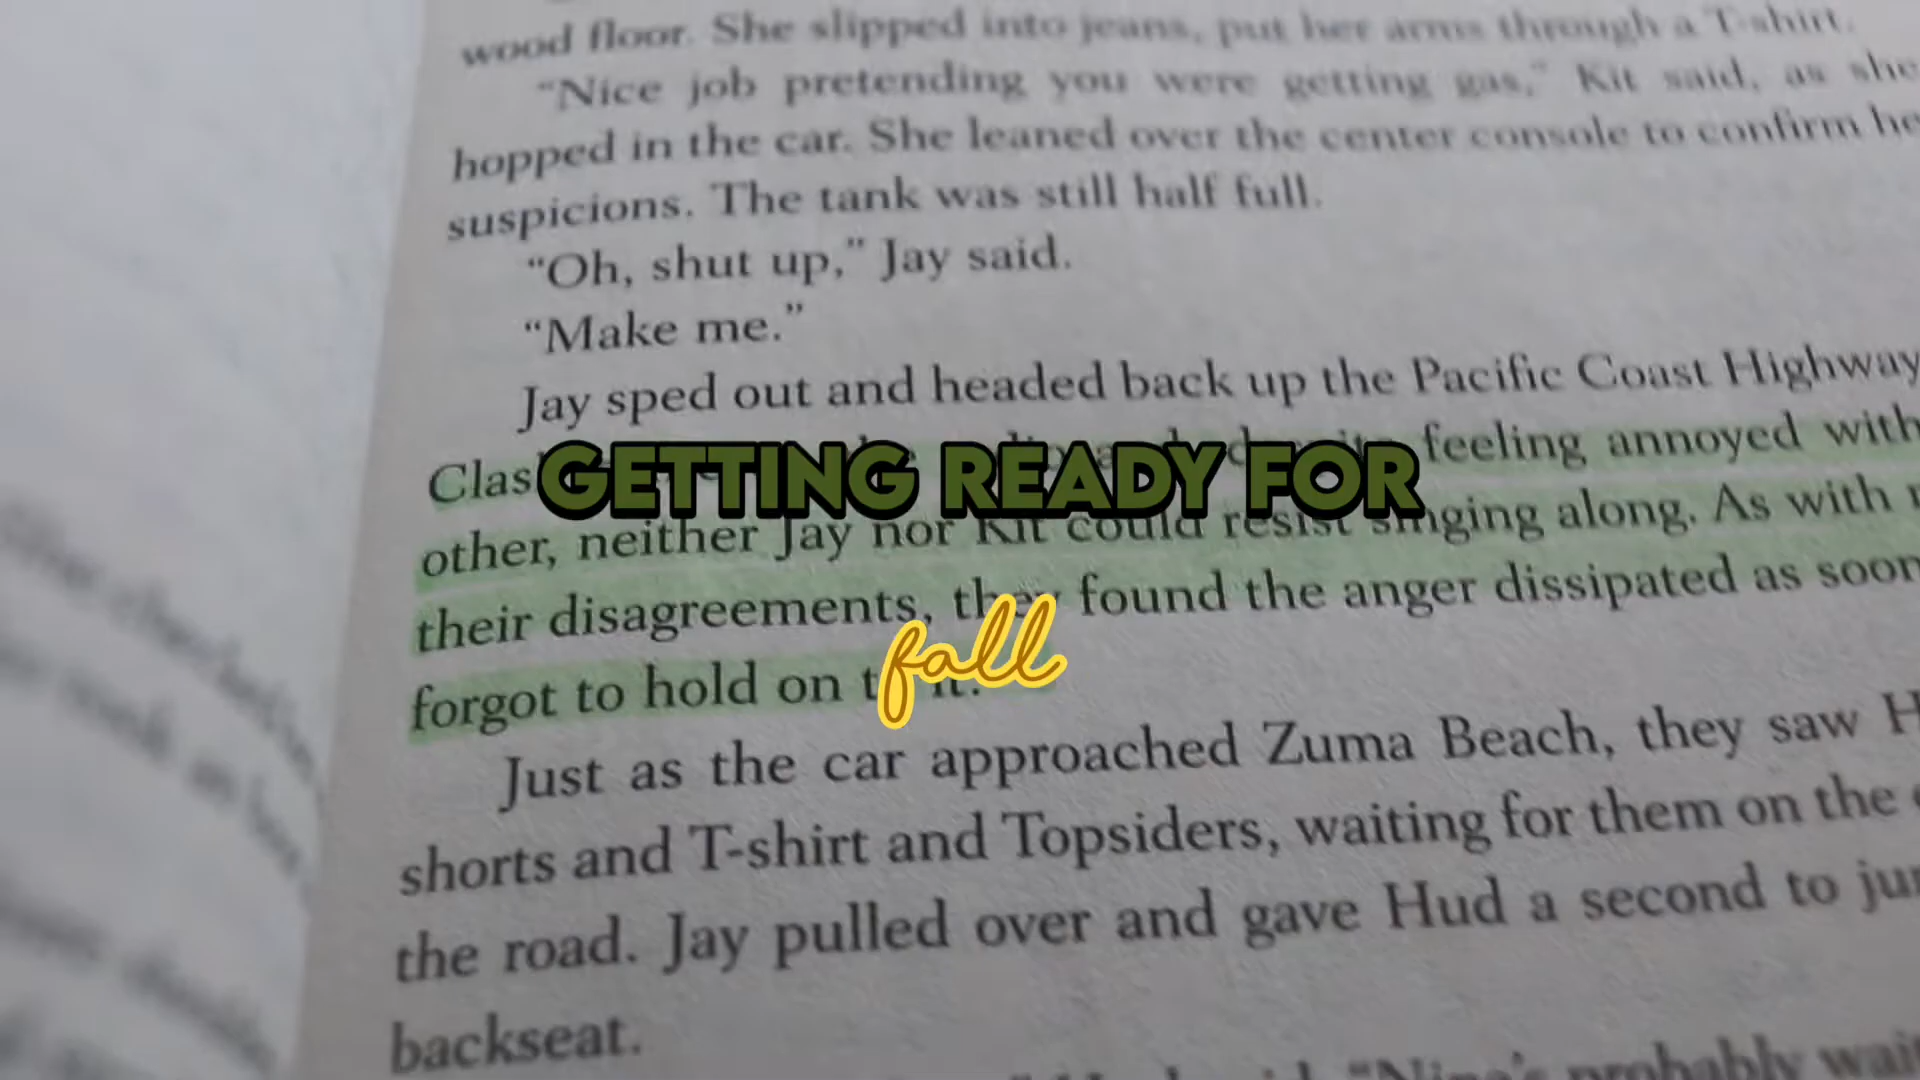 wood floor. She slipped into jeans, put her arms through a T-shirt.
“Nice job pretending you were getting gas,” Kit said, as she
hopped in the car. She leaned over the center console to confirm he
suspicions. The tank was still half full.
“Oh, shut up,” Jay said.
“Make me.”
Jay sped out and headed back up the Pacific Coast Highway
Clas feeling annoyed with
GETTING READY FOR
other, neither Jay nor Kit could resist singing along. As with
their disagreements, they found the anger dissipated as soon
fall
forgot to hold on it.
Just as the car approached Zuma Beach, they saw H
shorts and T-shirt and Topsiders, waiting for them on the
the road. Jay pulled over and gave Hud a second to
backseat.
“Nina’s probably